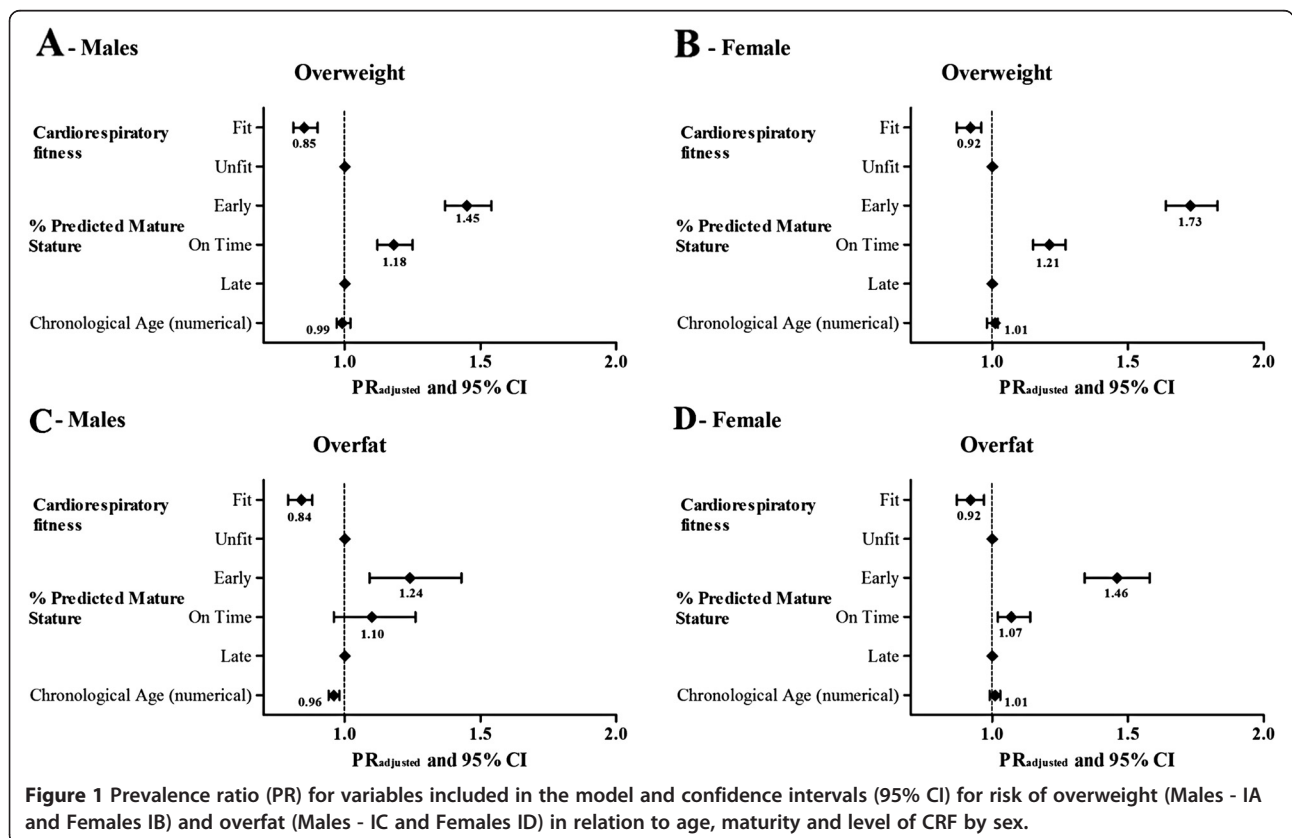 A - Males
Overweight
Cardiorespiratory
fitness
Fit
0.85
Unfit
Early
1.45
% Predicted Mature
Stature
On Time
1.18
Late
Chronological Age (numerical)
0.99
1.0 1.5 2.0
PRadjusted and 95% CI
B - Female
Overweight
Cardiorespiratory
fitness
Fit
0.92
Unfit
Early
1.73
% Predicted Mature
Stature
On Time
1.21
Late
Chronological Age (numerical)
1.01
1.0 1.5 2.0
PRadjusted and 95% CI
C - Males
Overfat
Cardiorespiratory
fitness
Fit
0.84
Unfit
Early
1.24
% Predicted Mature
Stature
On Time
1.10
Late
Chronological Age (numerical)
0.96
1.0 1.5 2.0
PRadjusted and 95% CI
D - Female
Overfat
Cardiorespiratory
fitness
Fit
0.92
Unfit
Early
1.46
% Predicted Mature
Stature
On Time
1.07
Late
Chronological Age (numerical)
1.01
1.0 1.5 2.0
PRadjusted and 95% CI
Figure 1 Prevalence ratio (PR) for variables included in the model and confidence intervals (95% CI) for risk of overweight (Males - IA
and Females IB) and overfat (Males - IC and Females ID) in relation to age, maturity and level of CRF by sex.